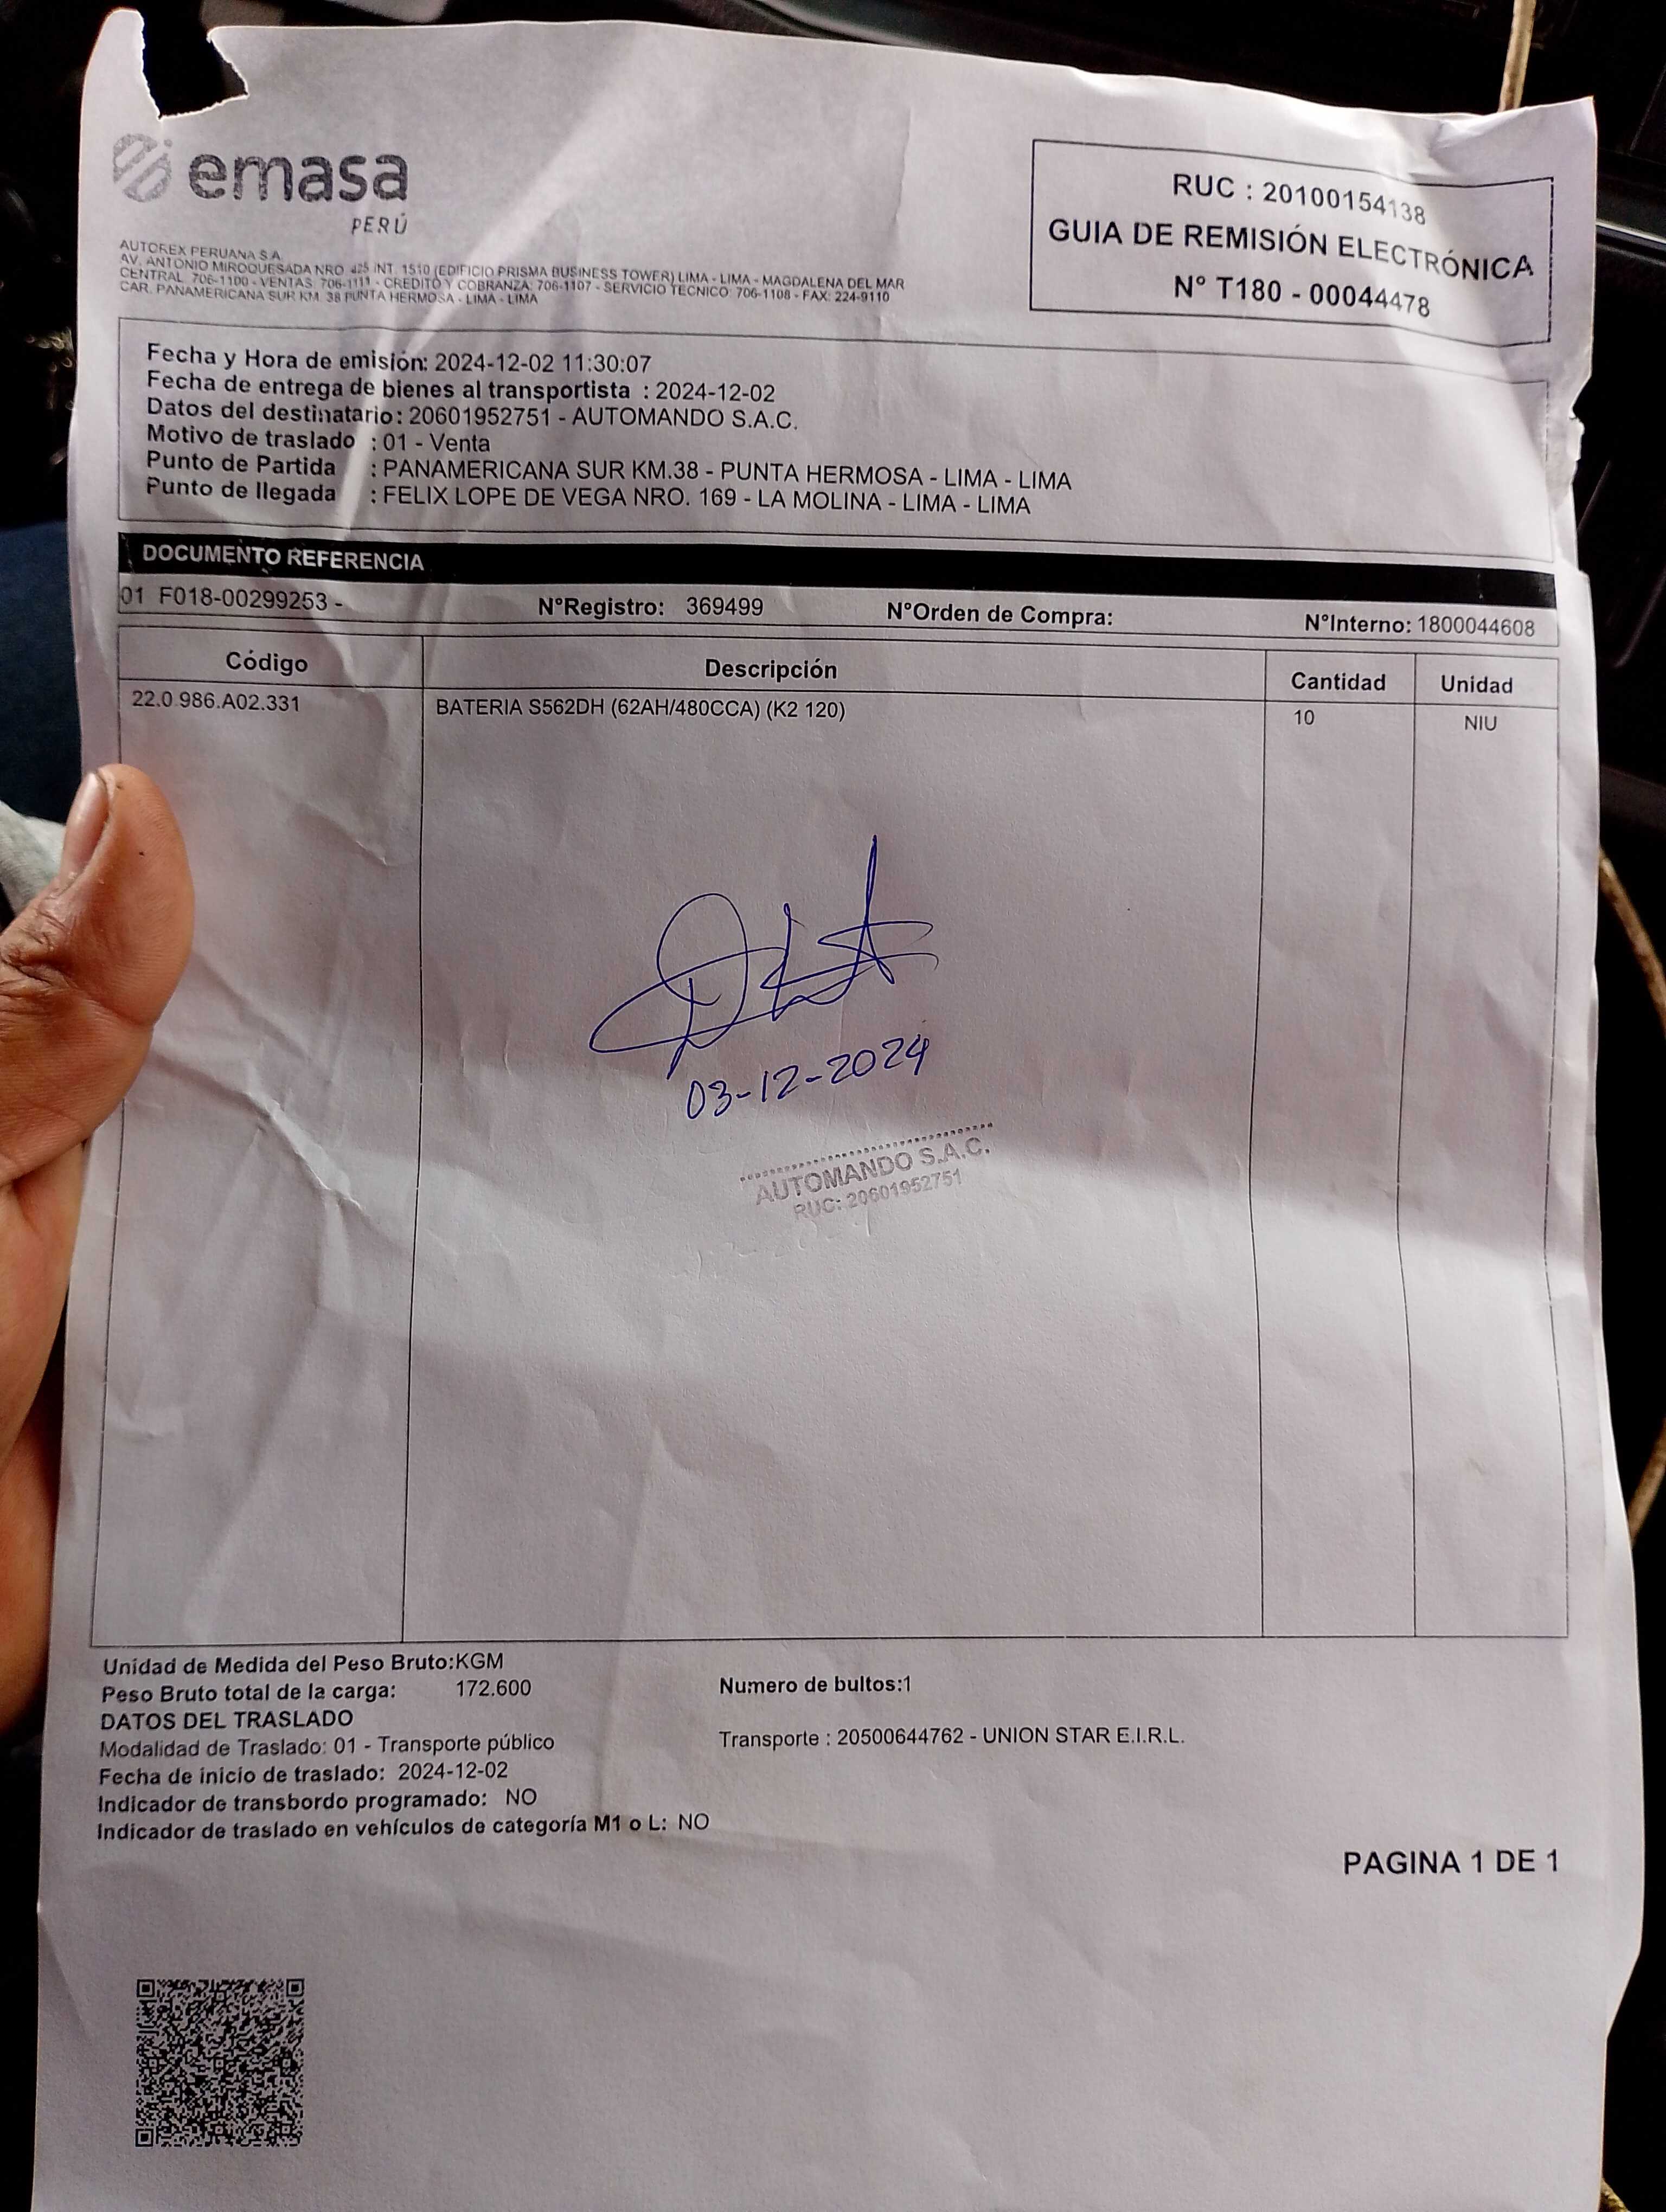 emasa
PERÚ
AUTOREX PERUANA S.A.
AV. ANTONIO MIROQUESADA NRO. 425 INT. 1510 (EDIFICIO PRISMA BUSINESS TOWER) LIMA - LIMA - MAGDALENA DEL MAR
CENTRAL: 706-1100 - VENTAS: 706-1111 - CREDITO Y COBRANZA: 706-1107 - SERVICIO TECNICO: 706-1108 - FAX: 224-9110
CAR. PANAMERICANA SUR KM. 38 PUNTA HERMOSA - LIMA - LIMA
RUC : 20100154138
GUIA DE REMISIÓN ELECTRÓNICA
N° T180 - 00044478
Fecha y Hora de emisión: 2024-12-02 11:30:07
Fecha de entrega de bienes al transportista : 2024-12-02
Datos del destinatario: 20601952751 - AUTOMANDO S.A.C.
Motivo de traslado : 01 - Venta
Punto de Partida : PANAMERICANA SUR KM.38 - PUNTA HERMOSA - LIMA - LIMA
Punto de llegada : FELIX LOPE DE VEGA NRO. 169 - LA MOLINA - LIMA - LIMA
DOCUMENTO REFERENCIA
01 F018-00299253 - N°Registro: 369499 N°Orden de Compra: N°Interno: 1800044608
Código Descripción Cantidad Unidad
22.0.986.A02.331 BATERIA S562DH (62AH/480CCA) (K2 120) 10 NIU
03-12-2024
AUTOMANDO S.A.C.
RUC: 20601952751
Unidad de Medida del Peso Bruto:KGM
Peso Bruto total de la carga: 172.600 Numero de bultos:1
DATOS DEL TRASLADO
Modalidad de Traslado: 01 - Transporte público Transporte : 20500644762 - UNION STAR E.I.R.L.
Fecha de inicio de traslado: 2024-12-02
Indicador de transbordo programado: NO
Indicador de traslado en vehículos de categoría M1 o L: NO
PAGINA 1 DE 1